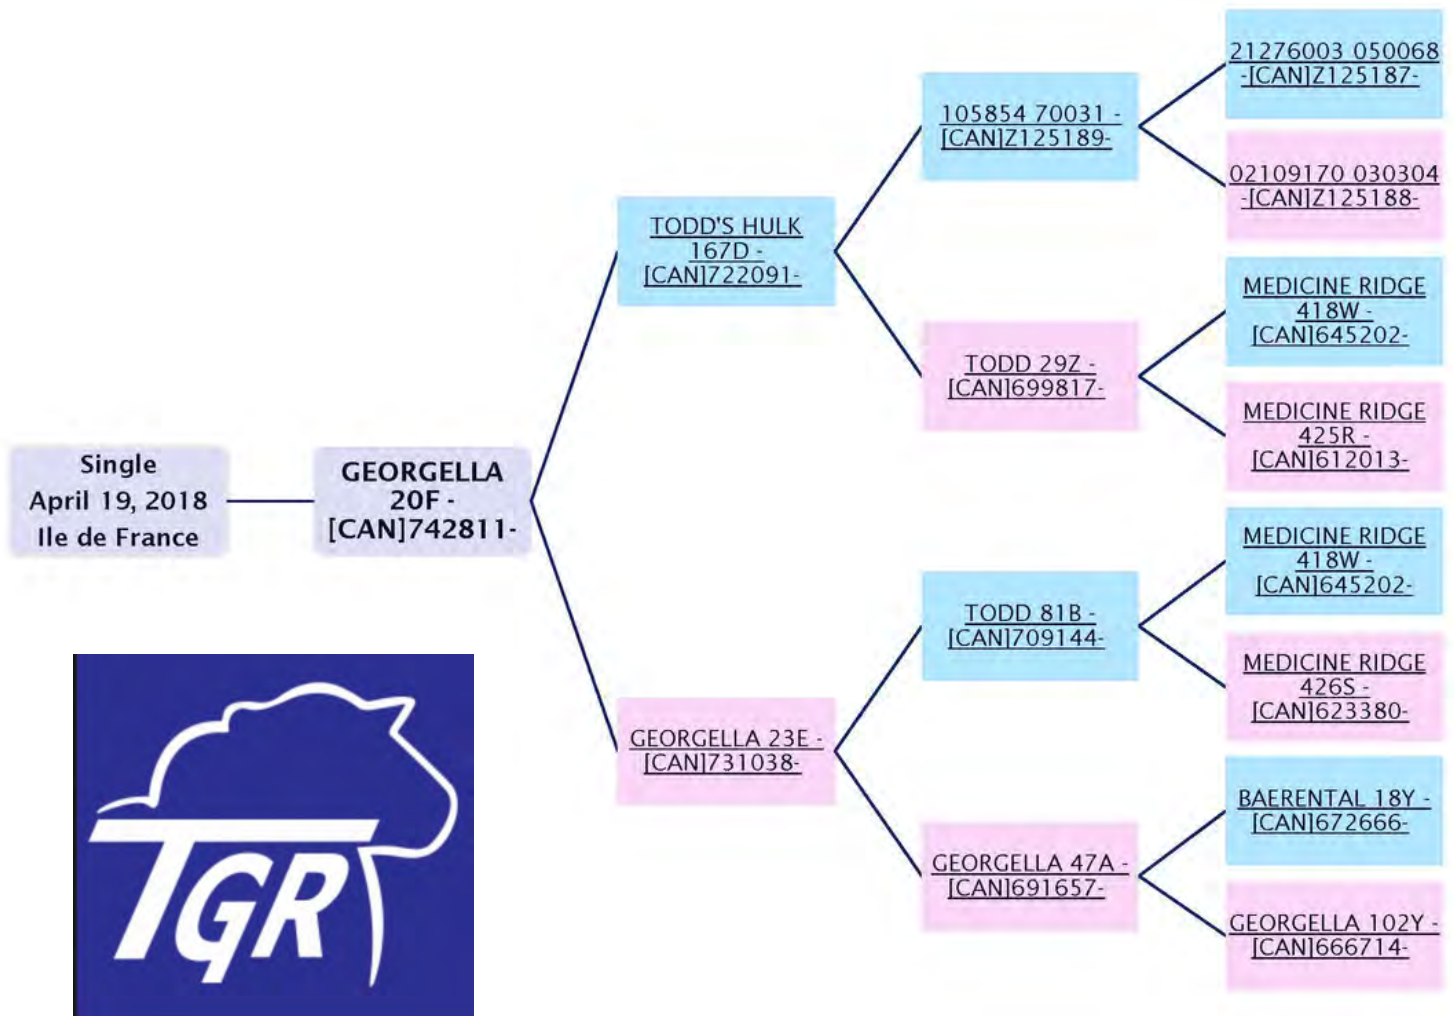 Single
April 19, 2018
Ile de France
GEORGELLA
20F -
[CAN]742811-
TODD'S HULK
167D -
[CAN]722091-
GEORGELLA 23E -
[CAN]731038-
105854 70031 -
[CAN]Z125189-
TODD 29Z -
[CAN]699817-
TODD 81B -
[CAN]709144-
GEORGELLA 47A -
[CAN]691657-
21276003 050068
-[CAN]Z125187-
02109170 030304
-[CAN]Z125188-
MEDICINE RIDGE
418W -
[CAN]645202-
MEDICINE RIDGE
425R -
[CAN]612013-
MEDICINE RIDGE
418W -
[CAN]645202-
MEDICINE RIDGE
426S -
[CAN]623380-
BAERENTAL 18Y -
[CAN]672666-
GEORGELLA 102Y -
[CAN]666714-
TGR